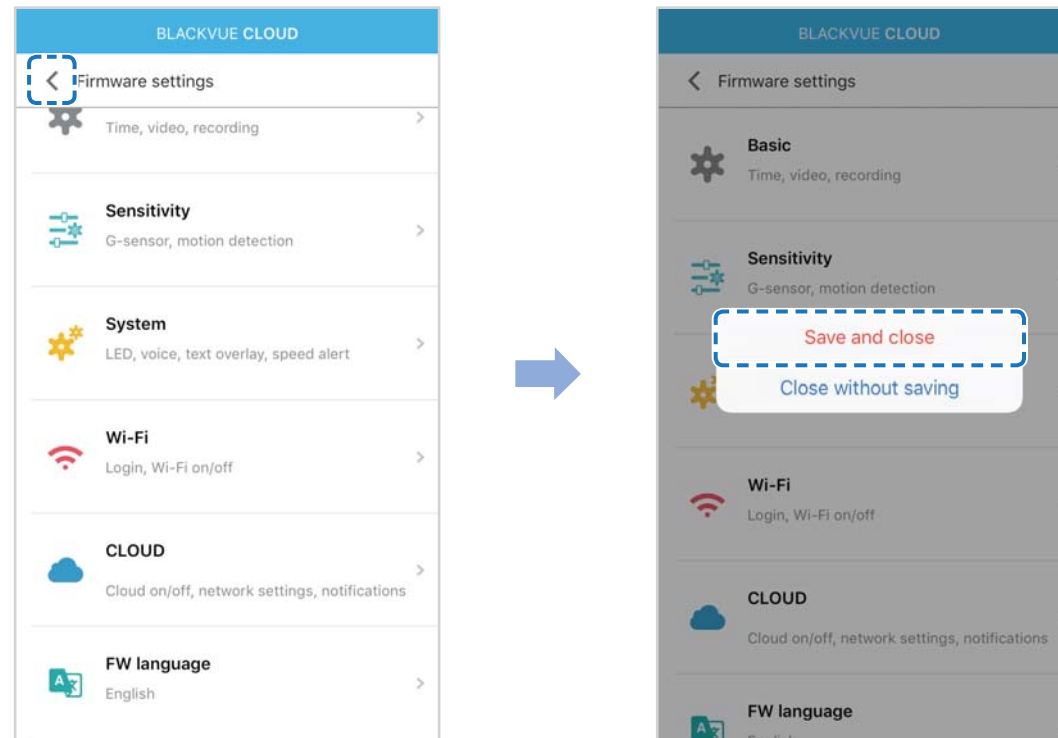 BLACKVUE CLOUD
Firmware settings
Time, video, recording
Sensitivity
G-sensor, motion detection
System
LED, voice, text overlay, speed alert
Wi-Fi
Login, Wi-Fi on/off
CLOUD
Cloud on/off, network settings, notifications
FW language
English
BLACKVUE CLOUD
Firmware settings
Basic
Time, video, recording
Sensitivity
G-sensor, motion detection
Save and close
Close without saving
Wi-Fi
Login, Wi-Fi on/off
CLOUD
Cloud on/off, network settings, notifications
FW language